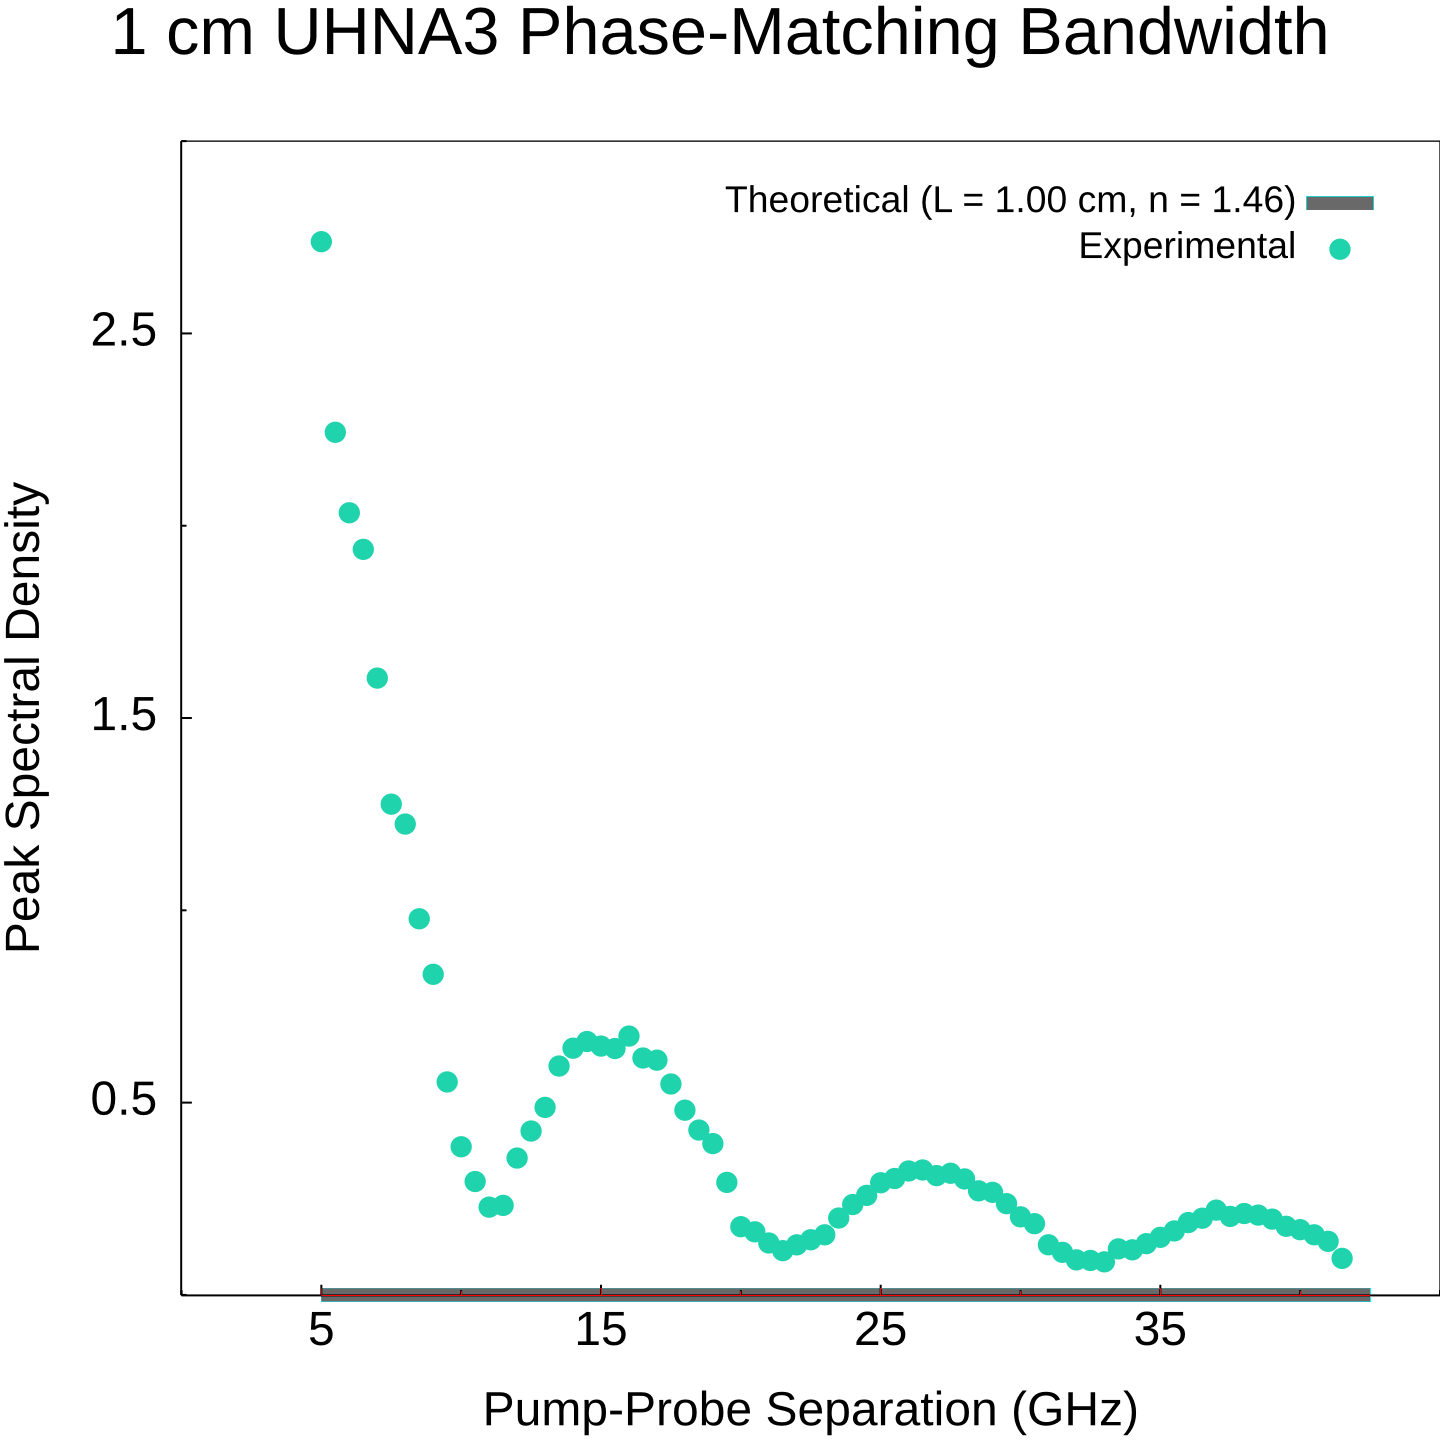 1 cm UHNA3 Phase-Matching Bandwidth
Theoretical (L = 1.00 cm, n = 1.46)
Experimental
2.5
1.5
0.5
Peak Spectral Density
5 15 25 35
Pump-Probe Separation (GHz)